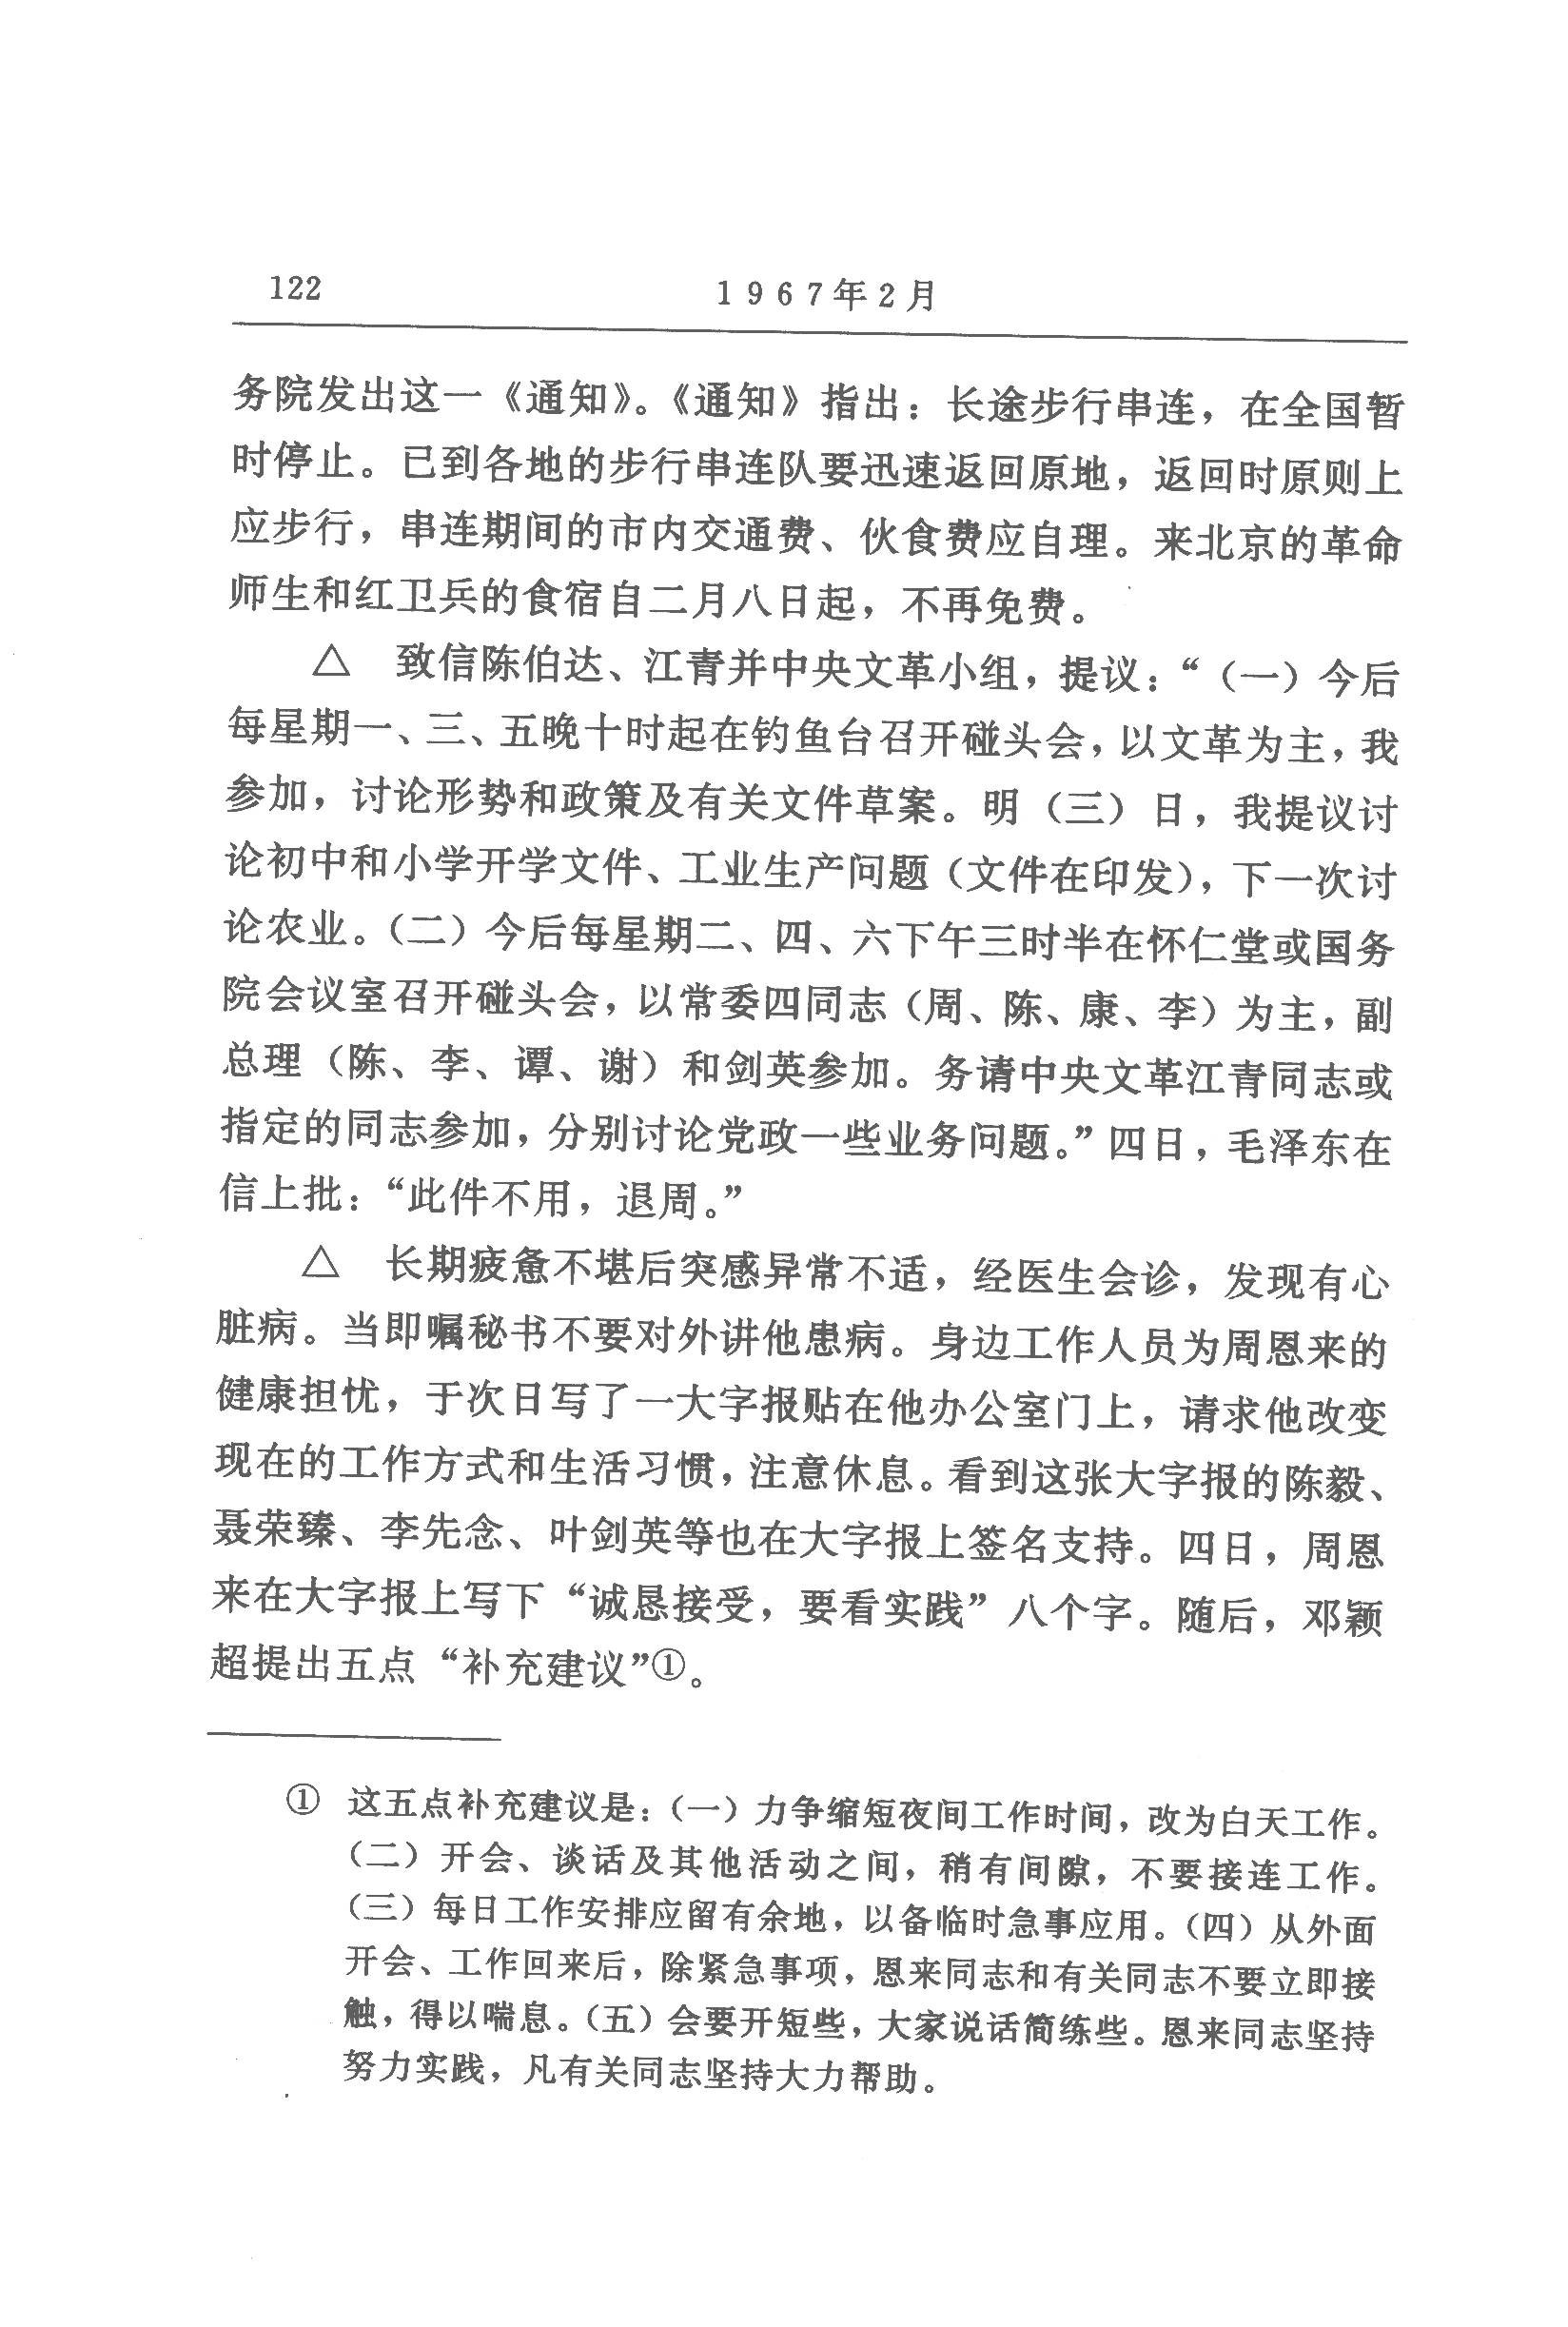 122
1967年2月
务院发出这一《通知》。《通知》指出：长途步行串连，在全国暂
时停止。已到各地的步行串连队要迅速返回原地，返回时原则上
应步行，串连期间的市内交通费、伙食费应自理。来北京的革命
师生和红卫兵的食宿自二月八日起，不再免费。
△　致信陈伯达、江青并中央文革小组，提议：“（一）今后
每星期一、三、五晚十时起在钓鱼台召开碰头会，以文革为主，我
参加，讨论形势和政策及有关文件草案。明（三）日，我提议讨
论初中和小学开学文件、工业生产问题（文件在印发），下一次讨
论农业。（二）今后每星期二、四、六下午三时半在怀仁堂或国务
院会议室召开碰头会，以常委四同志（周、陈、康、李）为主，副
总理（陈、李、谭、谢）和剑英参加。务请中央文革江青同志或
指定的同志参加，分别讨论党政一些业务问题。”四日，毛泽东在
信上批：“此件不用，退周。”
△　长期疲惫不堪后突感异常不适，经医生会诊，发现有心
脏病。当即嘱秘书不要对外讲他患病。身边工作人员为周恩来的
健康担忧，于次日写了一大字报贴在他办公室门上，请求他改变
现在的工作方式和生活习惯，注意休息。看到这张大字报的陈毅、
聂荣臻、李先念、叶剑英等也在大字报上签名支持。四日，周恩
来在大字报上写下“诚恳接受，要看实践”八个字。随后，邓颖
超提出五点“补充建议”①。
①　这五点补充建议是：（一）力争缩短夜间工作时间，改为白天工作。
（二）开会、谈话及其他活动之间，稍有间隙，不要接连工作。
（三）每日工作安排应留有余地，以备临时急事应用。（四）从外面
开会、工作回来后，除紧急事项，恩来同志和有关同志不要立即接
触，得以喘息。（五）会要开短些，大家说话简练些。恩来同志坚持
努力实践，凡有关同志坚持大力帮助。